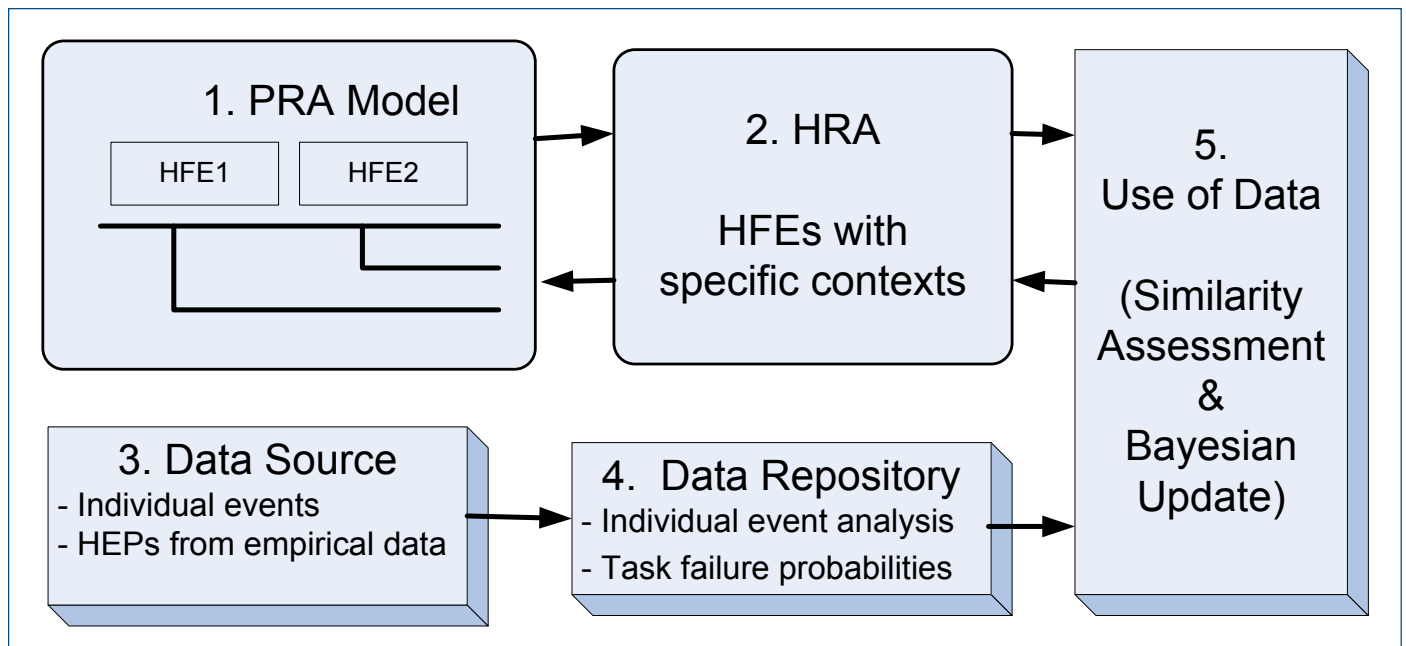 1. PRA Model
HFE1
HFE2
2. HRA
HFEs with
specific contexts
3. Data Source
- Individual events
- HEPs from empirical data
4. Data Repository
- Individual event analysis
- Task failure probabilities
5.
Use of Data
(Similarity
Assessment
&
Bayesian
Update)